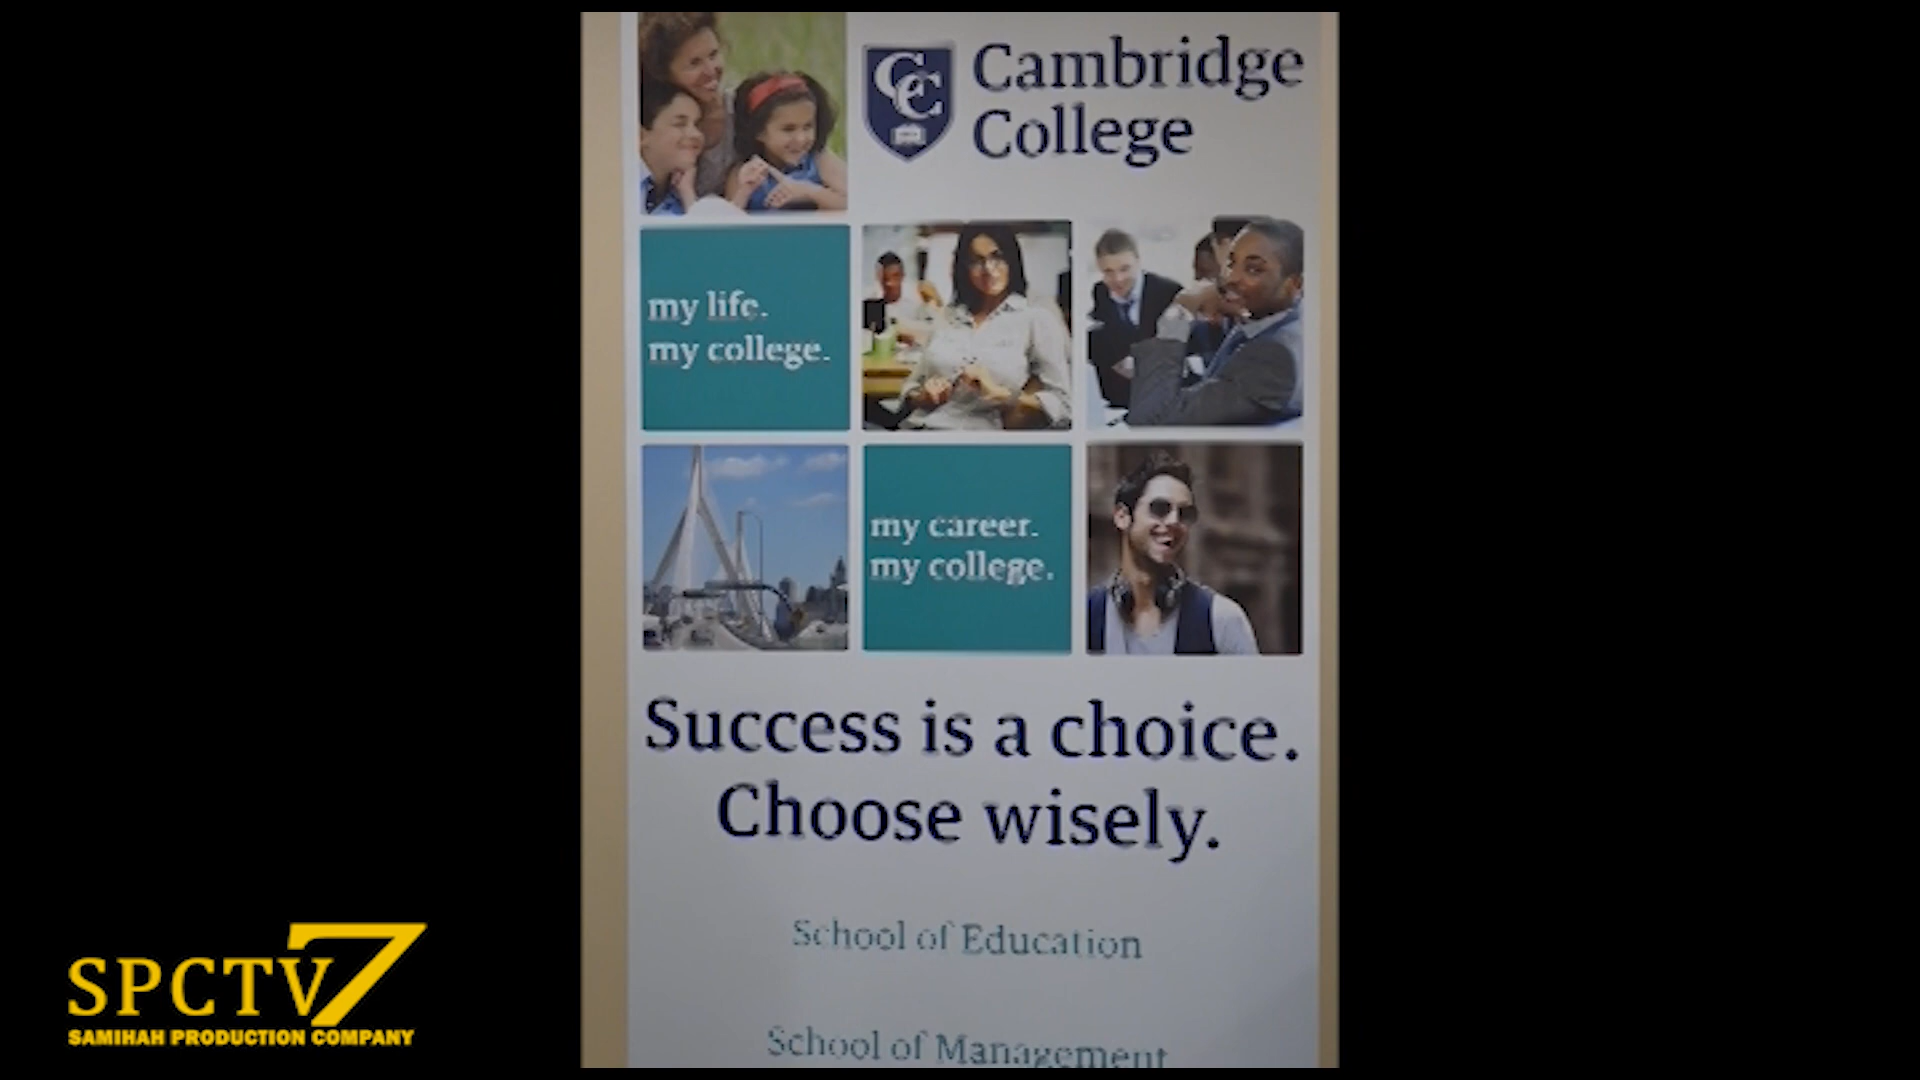 Cambridge
College
my life.
my college.
my career.
my college.
Success is a choice.
Choose wisely.
School of Education
School of Management
SPCTV7
SAMIHAH PRODUCTION COMPANY